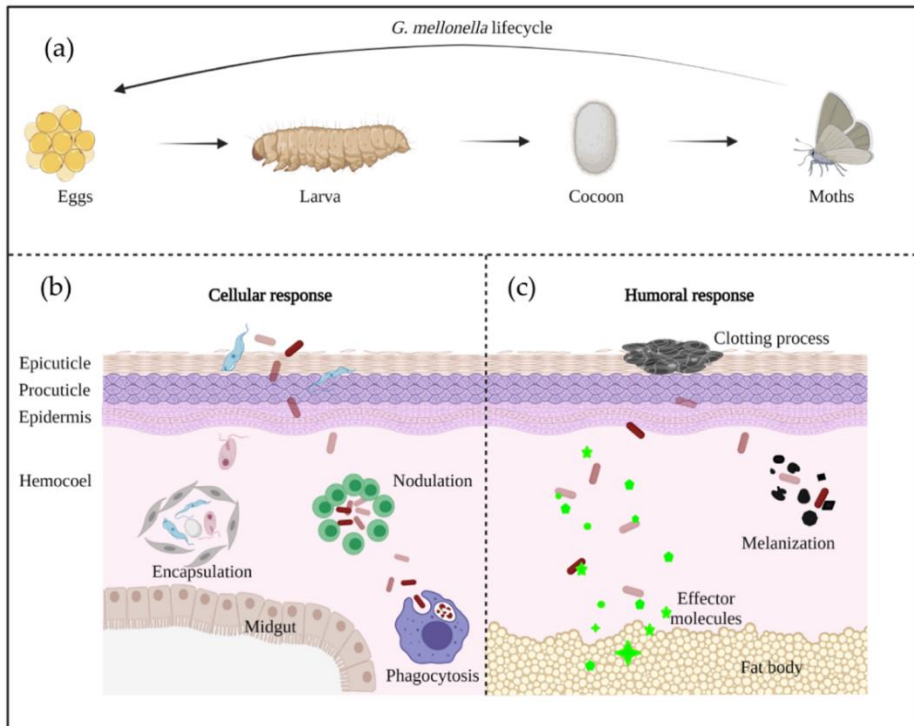 (a)
G. mellonella lifecycle
Eggs
Larva
Cocoon
Moths
(b)
Cellular response
Epicuticle
Procuticle
Epidermis
Hemocoel
Nodulation
Encapsulation
Midgut
Phagocytosis
(c)
Humoral response
Clotting process
Melanization
Effector
molecules
Fat body